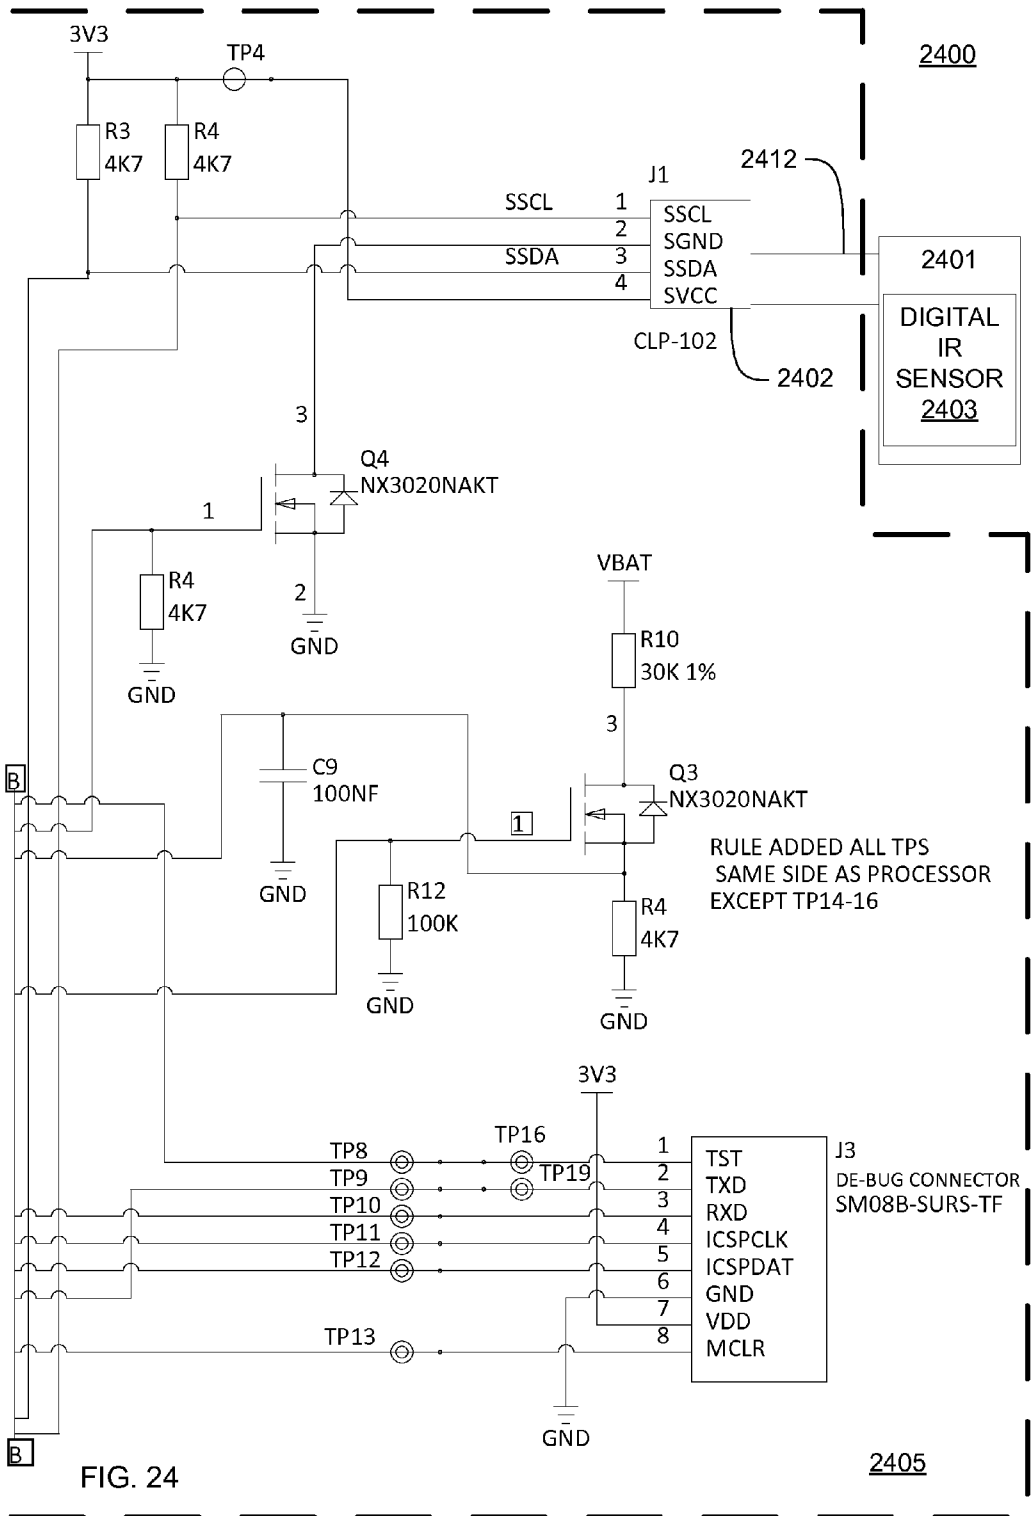 3V3
TP4
2400
R3
4K7
R4
4K7
2412
J1
SSCL
1
SSCL
2
SGND
SSDA
3
SSDA
4
SVCC
2401
DIGITAL
IR
SENSOR
2403
CLP-102
2402
3
Q4
NX3020NAKT
1
R4
4K7
2
GND
GND
VBAT
R10
30K 1%
3
B
C9
100NF
Q3
NX3020NAKT
1
GND
RULE ADDED ALL TPS
SAME SIDE AS PROCESSOR
EXCEPT TP14-16
R12
100K
R4
4K7
GND
GND
3V3
TP8
TP16
1
TST
J3
TP9
TP19
2
TXD
DE-BUG CONNECTOR
TP10
3
RXD
SM08B-SURS-TF
TP11
4
ICSPCLK
TP12
5
ICSPDAT
6
GND
7
VDD
TP13
8
MCLR
GND
B
FIG. 24
2405